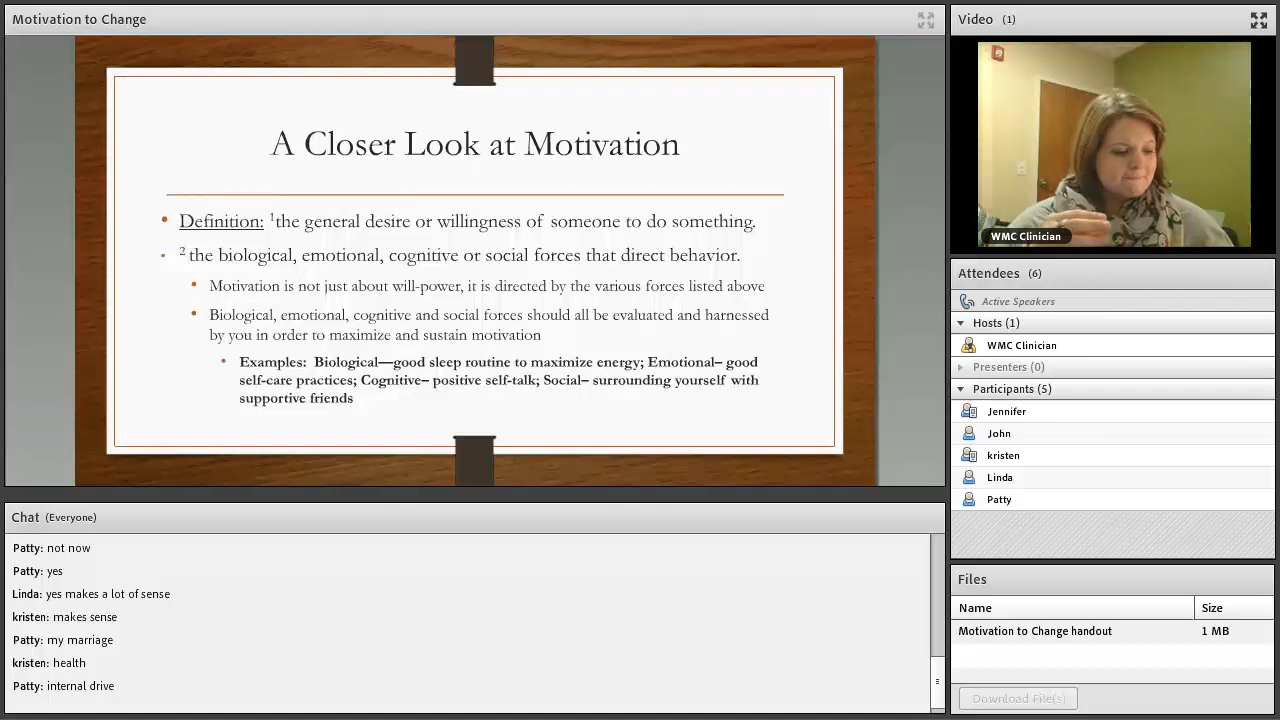 Motivation to Change
A Closer Look at Motivation
• Definition: ¹the general desire or willingness of someone to do something.
• ² the biological, emotional, cognitive or social forces that direct behavior.
• Motivation is not just about will-power, it is directed by the various forces listed above
• Biological, emotional, cognitive and social forces should all be evaluated and harnessed
by you in order to maximize and sustain motivation
• Examples: Biological—good sleep routine to maximize energy; Emotional– good
self-care practices; Cognitive– positive self-talk; Social– surrounding yourself with
supportive friends
Chat (Everyone)
Patty: not now
Patty: yes
Linda: yes makes a lot of sense
kristen: makes sense
Patty: my marriage
kristen: health
Patty: internal drive
Video (1)
WMC Clinician
Attendees (6)
Active Speakers
Hosts (1)
WMC Clinician
Presenters (0)
Participants (5)
Jennifer
John
kristen
Linda
Patty
Files
Name Size
Motivation to Change handout 1 MB
Download File(s)